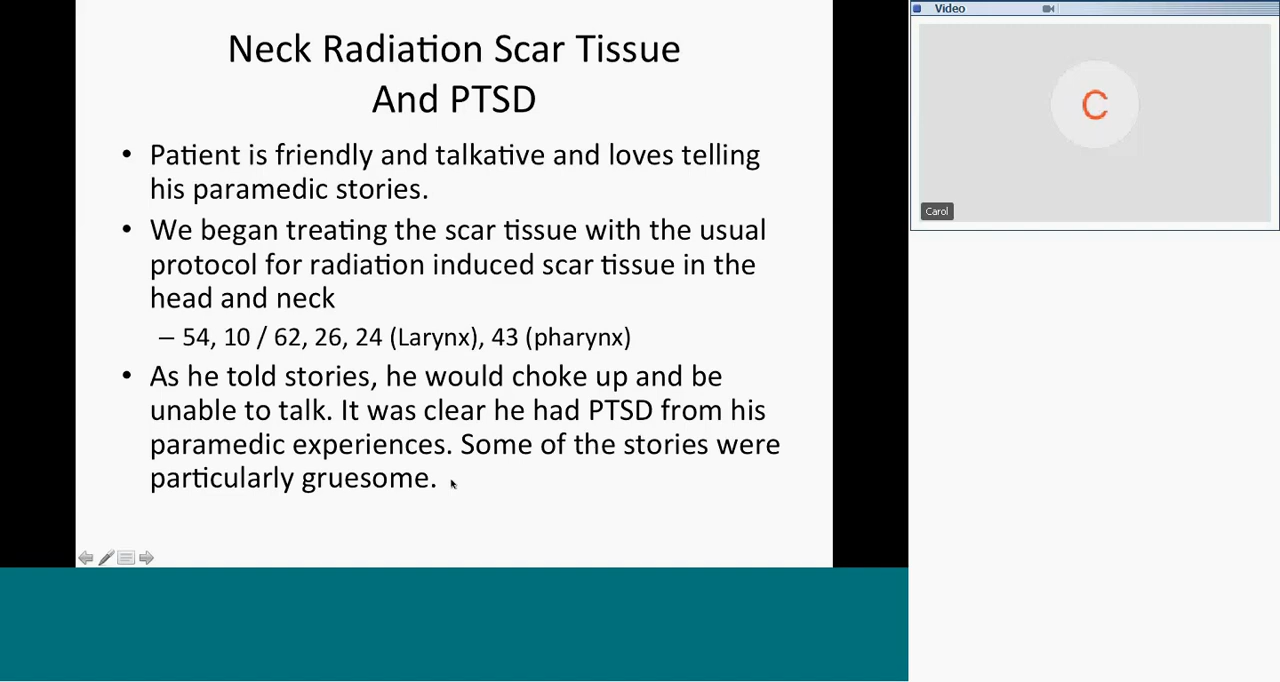 Neck Radiation Scar Tissue
And PTSD
• Patient is friendly and talkative and loves telling
his paramedic stories.
• We began treating the scar tissue with the usual
protocol for radiation induced scar tissue in the
head and neck
– 54, 10 / 62, 26, 24 (Larynx), 43 (pharynx)
• As he told stories, he would choke up and be
unable to talk. It was clear he had PTSD from his
paramedic experiences. Some of the stories were
particularly gruesome.
Video
C
Carol